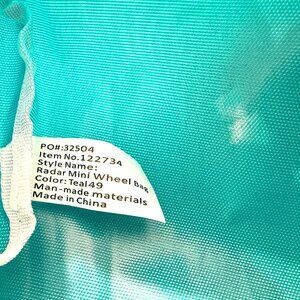 PO#:32504
Item No.122734
Style Name:
Radar Mini Wheel Bag
Color: Teal49
Man-made materials
Made in China